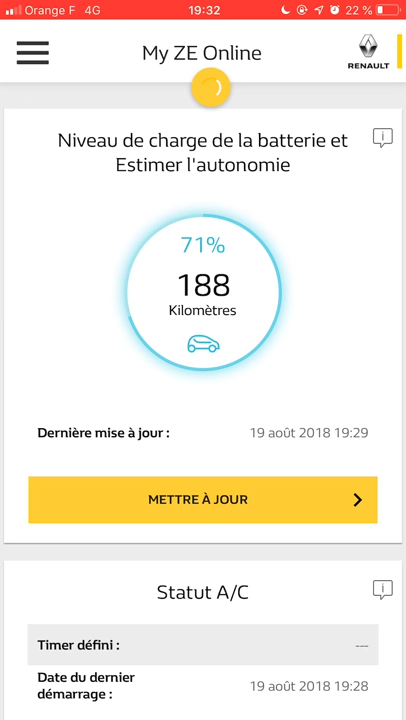 Orange F 4G 19:32 22 %
My ZE Online
RENAULT
Niveau de charge de la batterie et
Estimer l'autonomie
71%
188
Kilomètres
Dernière mise à jour : 19 août 2018 19:29
METTRE À JOUR
Statut A/C
Timer défini : ---
Date du dernier
démarrage : 19 août 2018 19:28